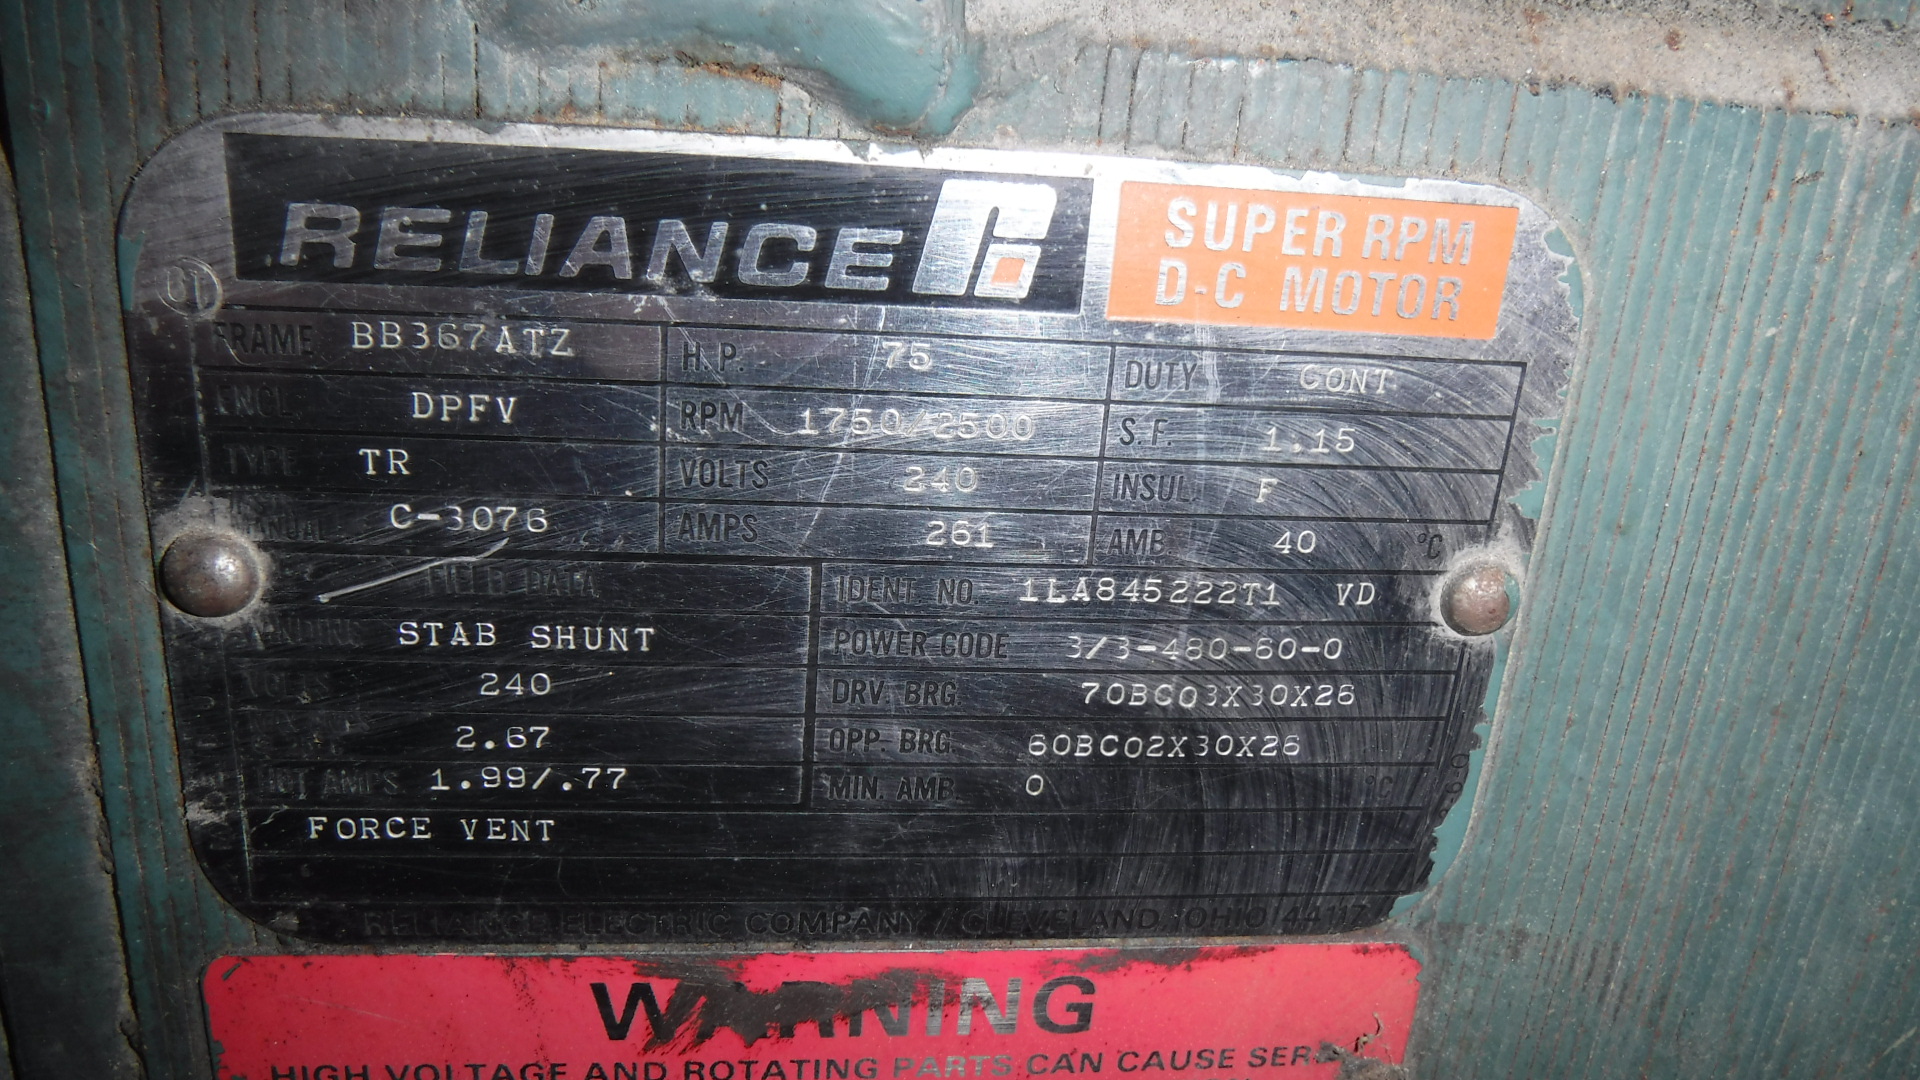 RELIANCE
SUPER RPM
D-C MOTOR
FRAME BB367ATZ
H.P. 75
DUTY CONT
ENCL. DPFV
RPM 1750/2500
S.F. 1.15
TYPE TR
VOLTS 240
INSUL. F
MANUAL C-3076
AMPS 261
AMB. 40 °C
FIELD DATA
IDENT. NO. 1LA845222T1 VD
WINDING STAB SHUNT
POWER CODE 3/3-480-60-0
VOLTS 240
DRV. BRG. 70BC03X30X26
2.67
OPP. BRG. 60BC02X30X26
HOT AMPS 1.99/.77
MIN. AMB. 0 °C
FORCE VENT
RELIANCE ELECTRIC COMPANY / CLEVELAND, OHIO 44117
WARNING
HIGH VOLTAGE AND ROTATING PARTS CAN CAUSE